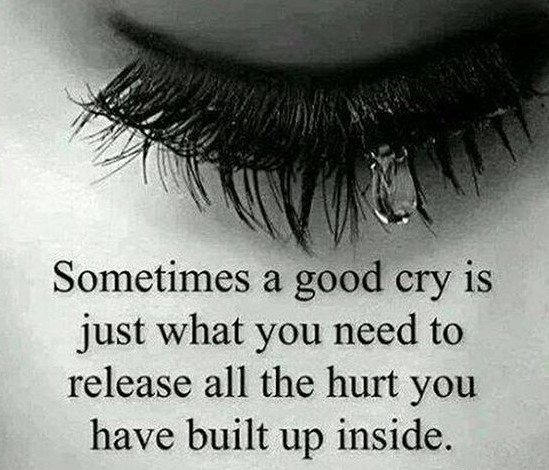 Sometimes a good cry is
just what you need to
release all the hurt you
have built up inside.